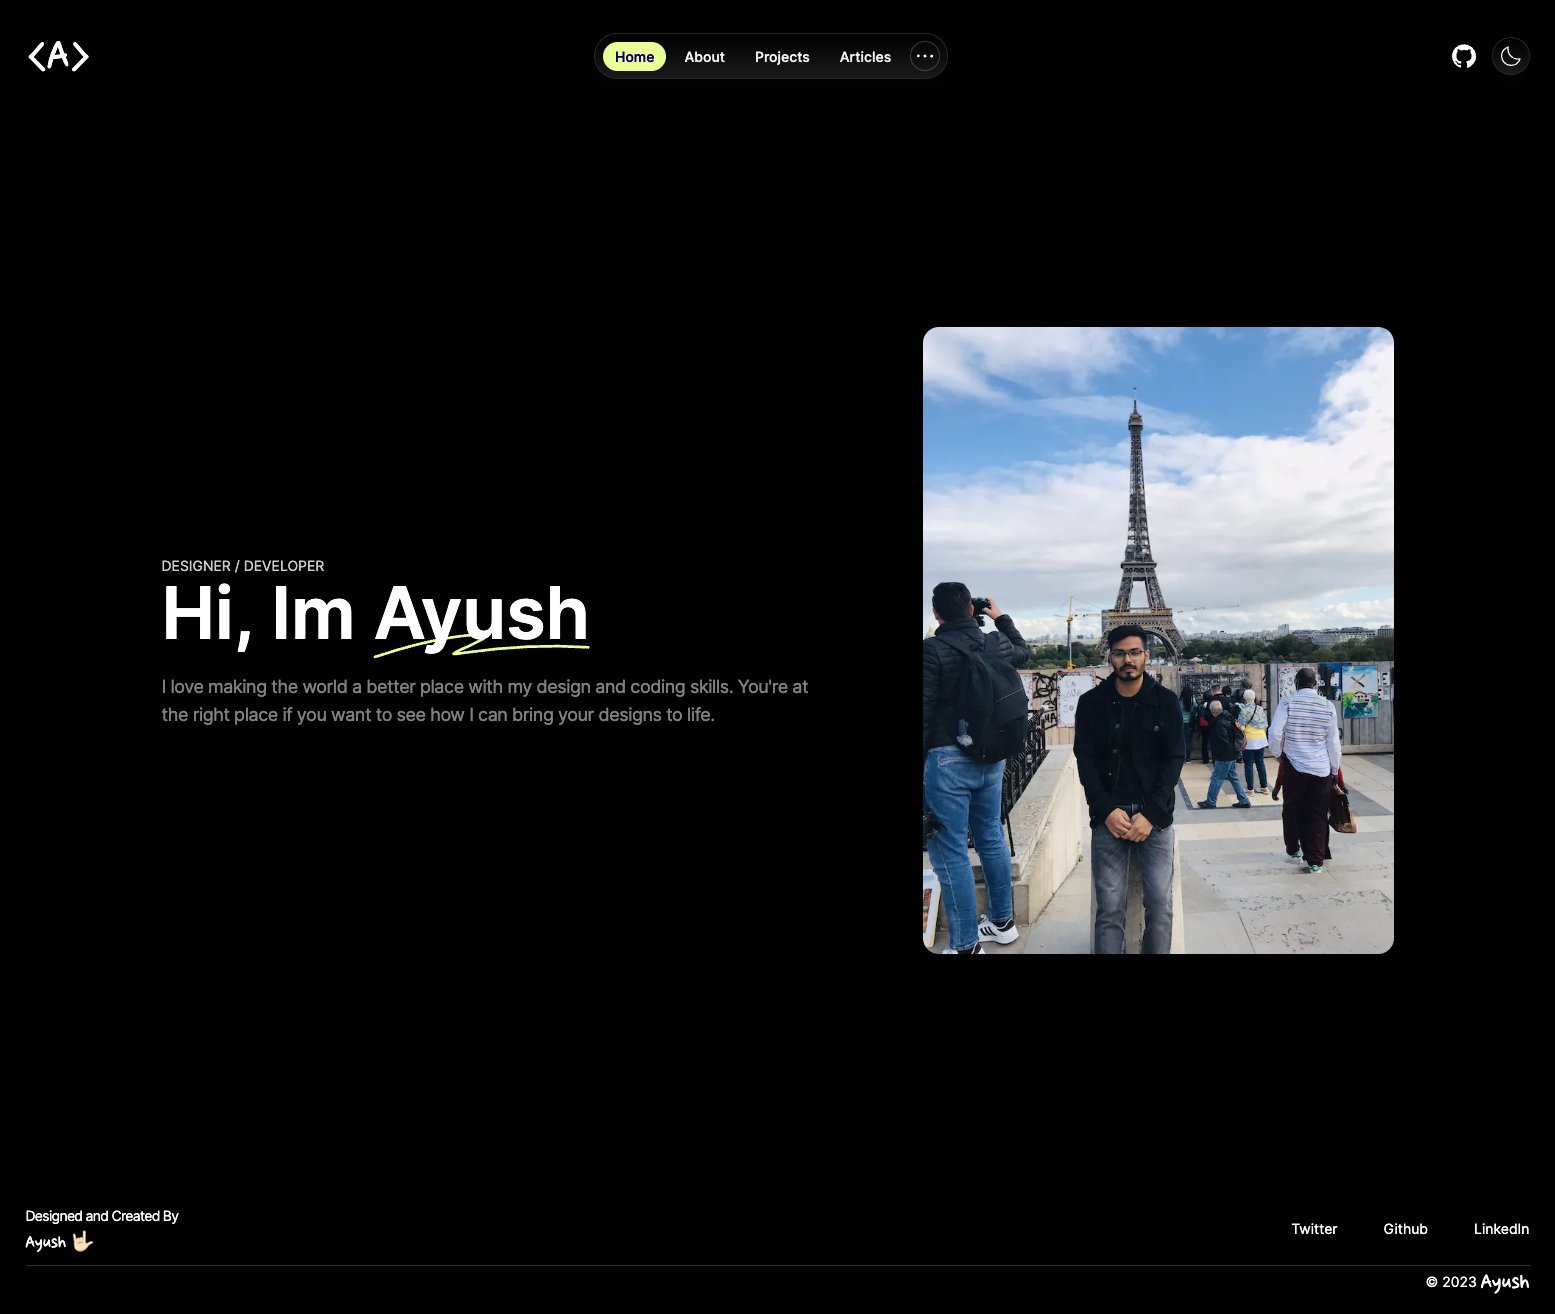 <A>
Home About Projects Articles
DESIGNER / DEVELOPER
Hi, Im Ayush
I love making the world a better place with my design and coding skills. You're at
the right place if you want to see how I can bring your designs to life.
Designed and Created By
Ayush 🤟🏻
Twitter Github LinkedIn
© 2023 Ayush